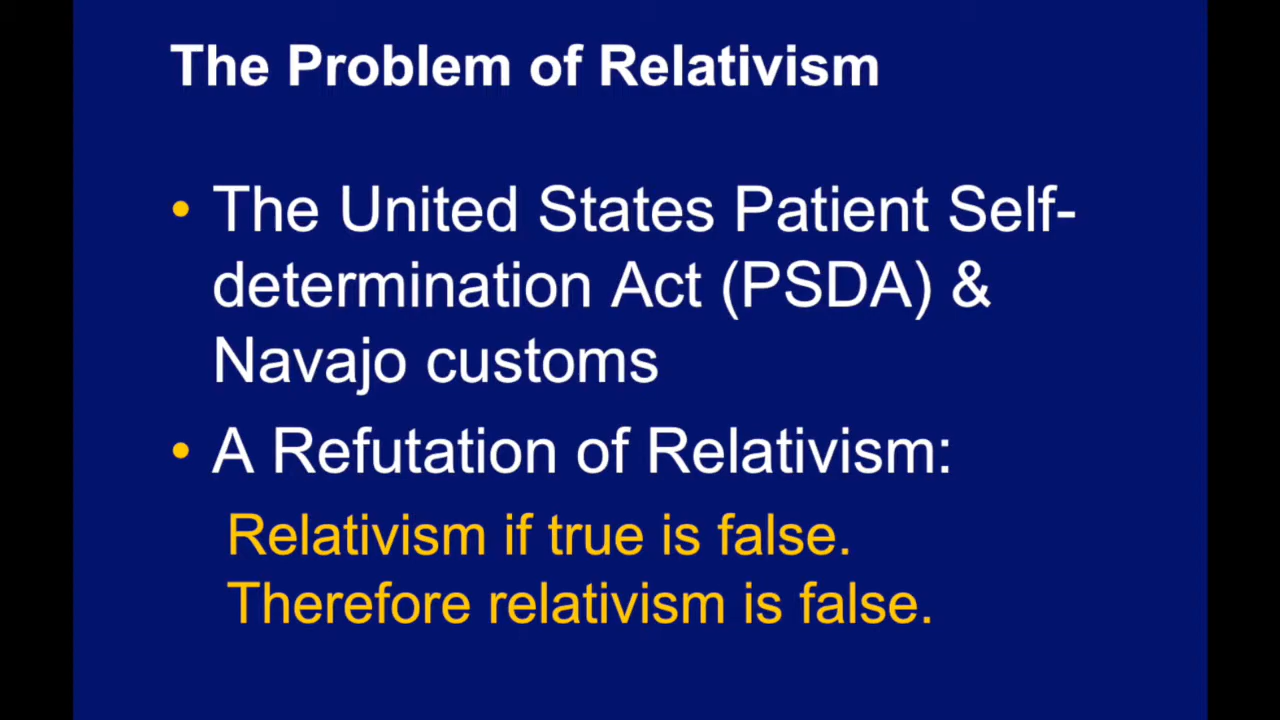 The Problem of Relativism
• The United States Patient Self-
determination Act (PSDA) &
Navajo customs
• A Refutation of Relativism:
Relativism if true is false.
Therefore relativism is false.